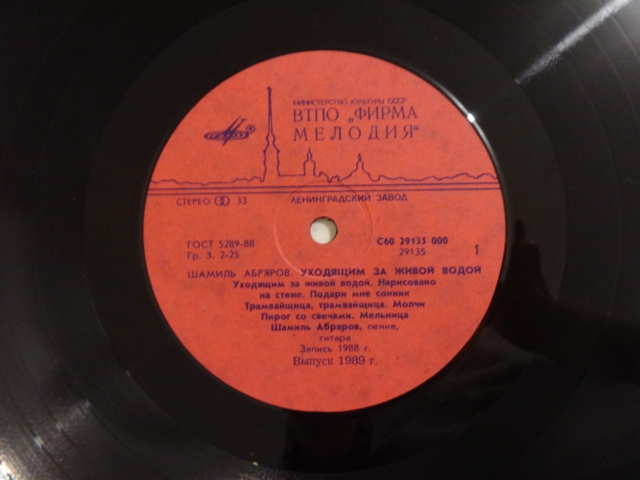 МИНИСТЕРСТВО КУЛЬТУРЫ СССР
ВТПО „ФИРМА
МЕЛОДИЯ"
СТЕРЕО 33
ЛЕНИНГРАДСКИЙ ЗАВОД
ГОСТ 5289-88
Гр. 3. 2-25
С60 29135 000
29135
1
ШАМИЛЬ АБРЯРОВ. УХОДЯЩИМ ЗА ЖИВОЙ ВОДОЙ
Уходящим за живой водой. Нарисовано
на стене. Подари мне сонник
Трамвайщица, трамвайщица. Молчи
Пирог со свечами. Мельница
Шамиль Абряров, пение,
гитара
Запись 1988 г.
Выпуск 1989 г.